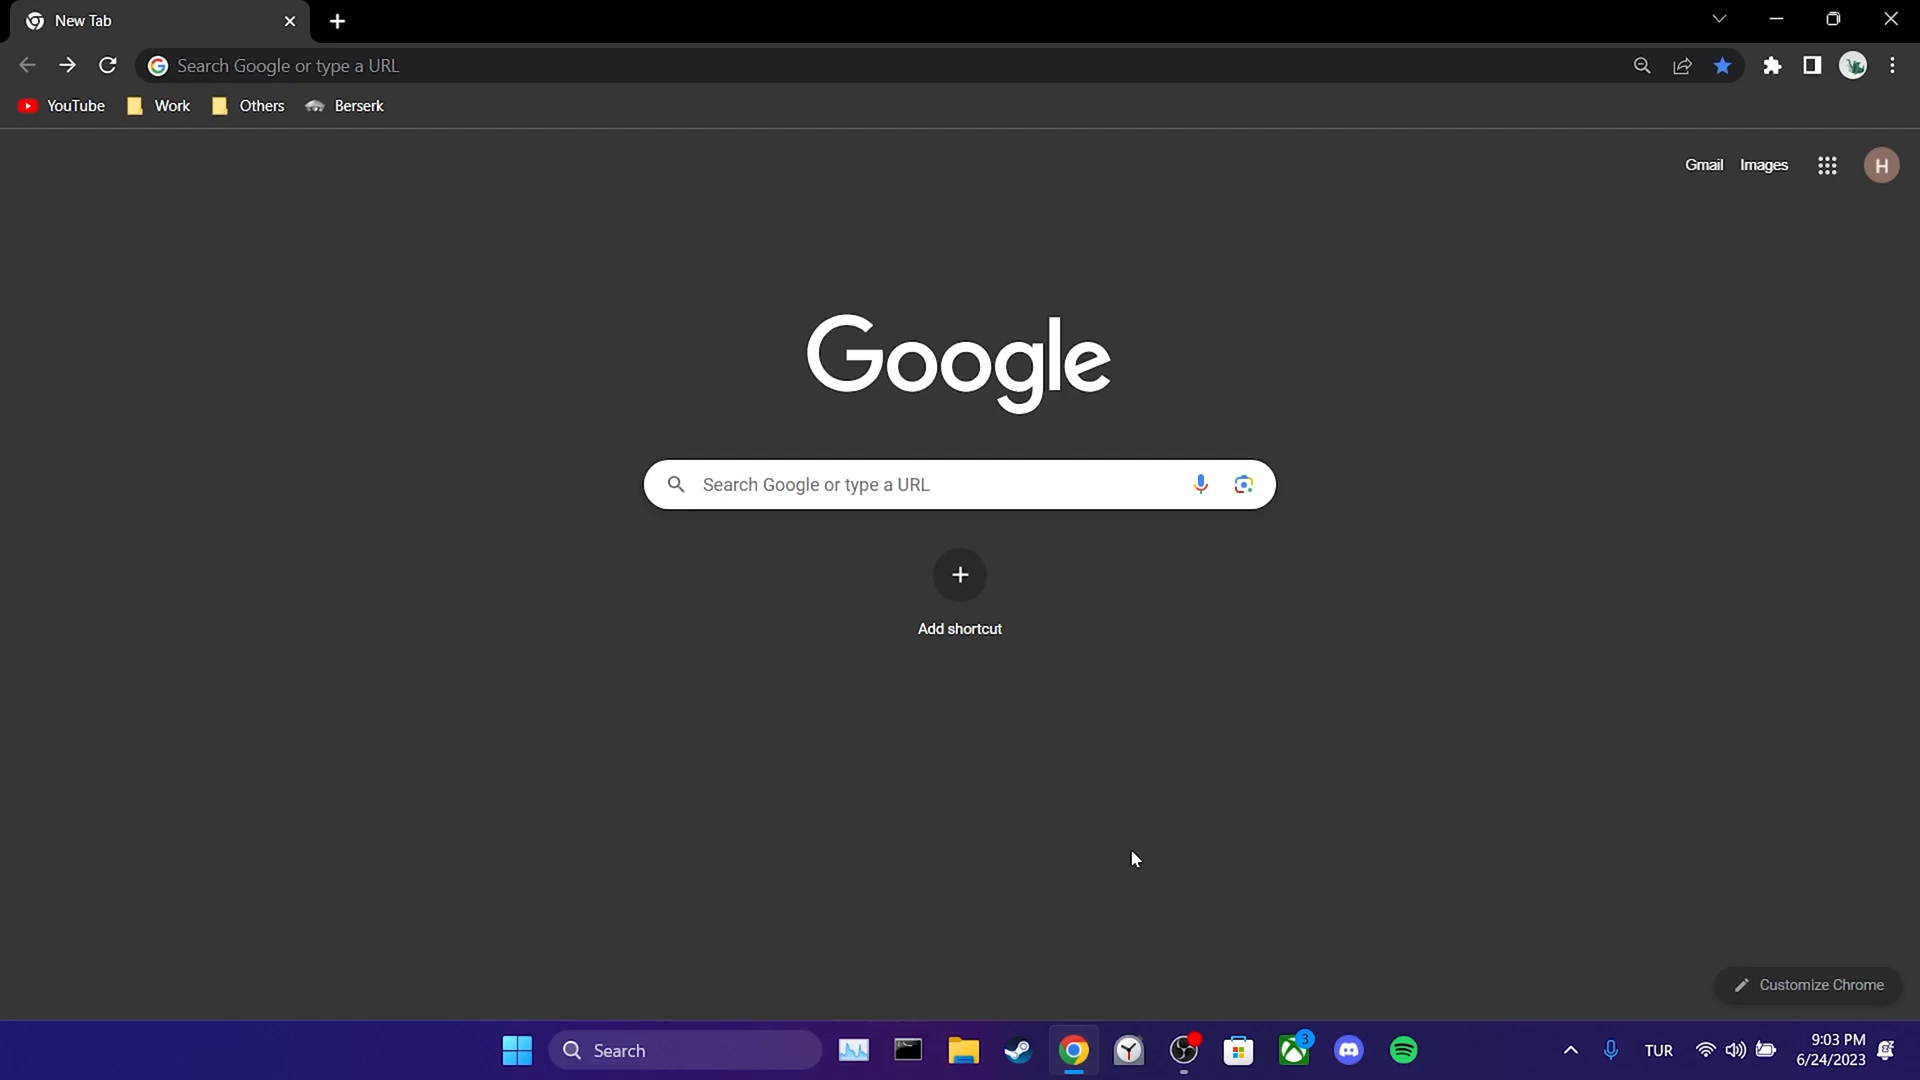 New Tab
Search Google or type a URL
YouTube Work Others Berserk
Gmail Images H
Google
Search Google or type a URL
Add shortcut
Customize Chrome
Search
3
TUR
9:03 PM
6/24/2023